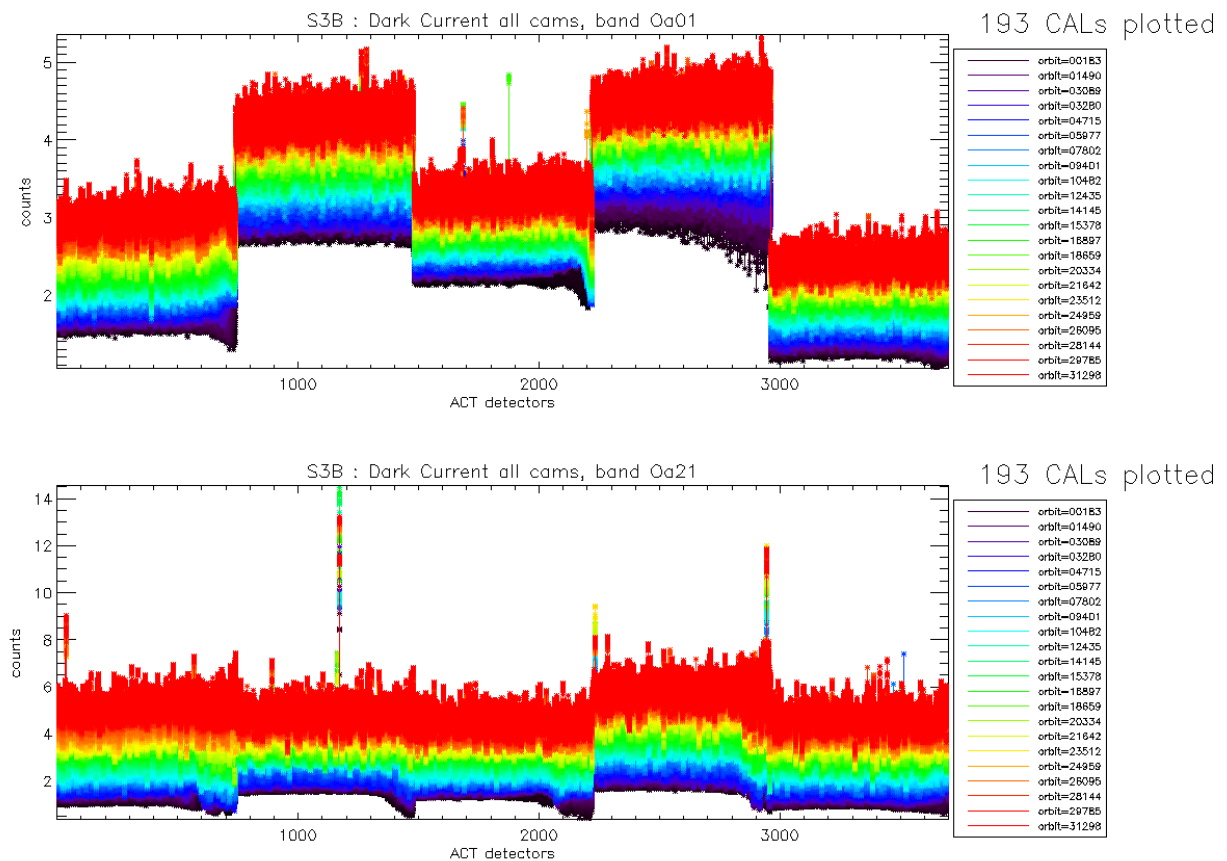 S3B : Dark Current all cams, band Oa01
193 CALs plotted
5
4
3
2
counts
1000
2000
3000
ACT detectors
orbit=00183
orbit=01490
orbit=03089
orbit=03280
orbit=04715
orbit=05977
orbit=07802
orbit=09401
orbit=10482
orbit=12435
orbit=14145
orbit=15378
orbit=16897
orbit=18659
orbit=20334
orbit=21642
orbit=23512
orbit=24959
orbit=26095
orbit=28144
orbit=29785
orbit=31298
S3B : Dark Current all cams, band Oa21
193 CALs plotted
14
12
10
8
6
4
2
counts
1000
2000
3000
ACT detectors
orbit=00183
orbit=01490
orbit=03089
orbit=03280
orbit=04715
orbit=05977
orbit=07802
orbit=09401
orbit=10482
orbit=12435
orbit=14145
orbit=15378
orbit=16897
orbit=18659
orbit=20334
orbit=21642
orbit=23512
orbit=24959
orbit=26095
orbit=28144
orbit=29785
orbit=31298